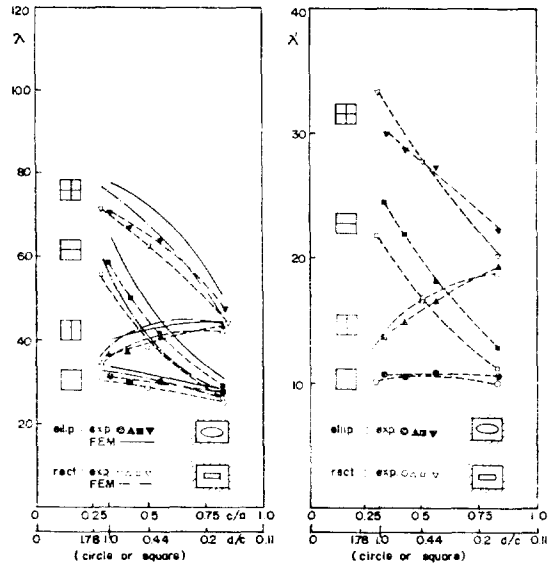 120
λ
100
80
60
40
20
ellip : exp
FEM
rect : exp
FEM
0.25 0.5 0.75 c/a 1.0
0 1.78 1.0 0.44 0.2 d/c 0.11
(circle or square)
40
λ
30
20
10
ellip : exp
rect : exp
0.25 0.5 0.75 c/a 1.0
0 1.78 1.0 0.44 0.2 d/c 0.11
(circle or square)